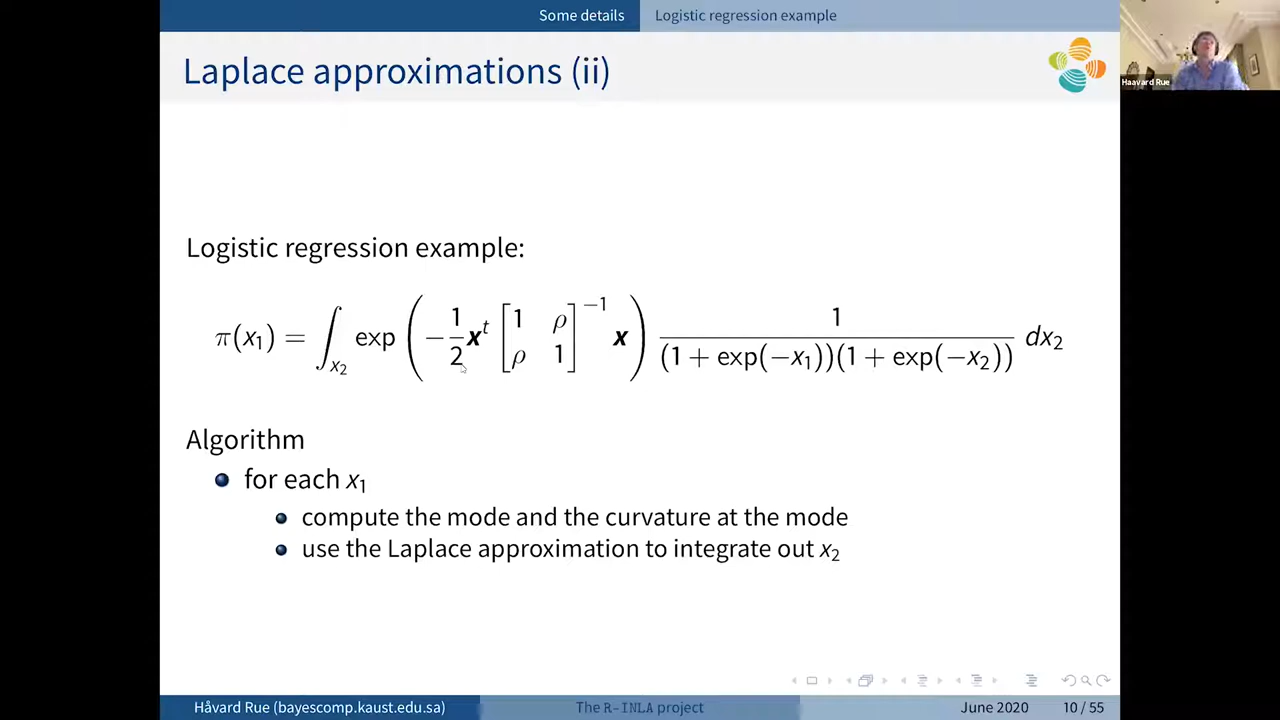 Some details Logistic regression example
Laplace approximations (ii)
Haavard Rue
Logistic regression example:
π(x₁) = ∫_{x₂} exp ( −1/2 xᵗ [1 ρ; ρ 1]⁻¹ x ) 1 / ((1 + exp(−x₁))(1 + exp(−x₂))) dx₂
Algorithm
for each x₁
compute the mode and the curvature at the mode
use the Laplace approximation to integrate out x₂
Håvard Rue (bayescomp.kaust.edu.sa) The R-INLA project June 2020 10 / 55